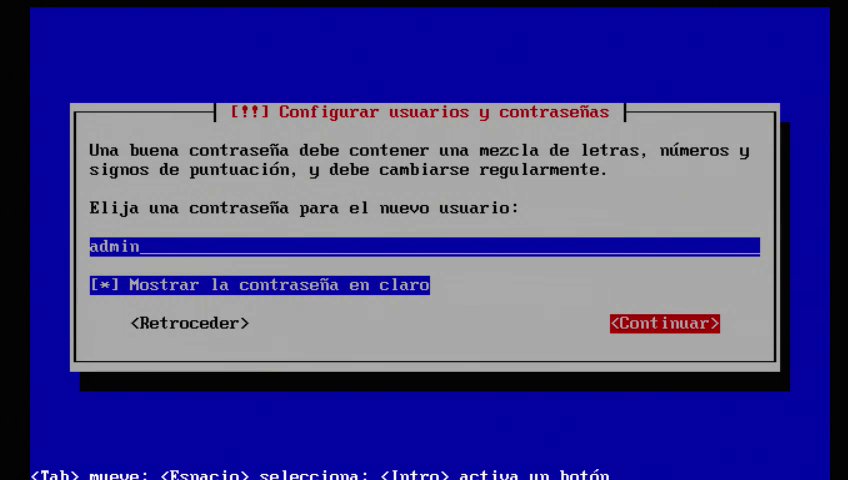 [!!] Configurar usuarios y contraseñas
Una buena contraseña debe contener una mezcla de letras, números y
signos de puntuación, y debe cambiarse regularmente.
Elija una contraseña para el nuevo usuario:
admin
[*] Mostrar la contraseña en claro
<Retroceder> <Continuar>
<Tab> mueve; <Espacio> selecciona; <Intro> activa un botón